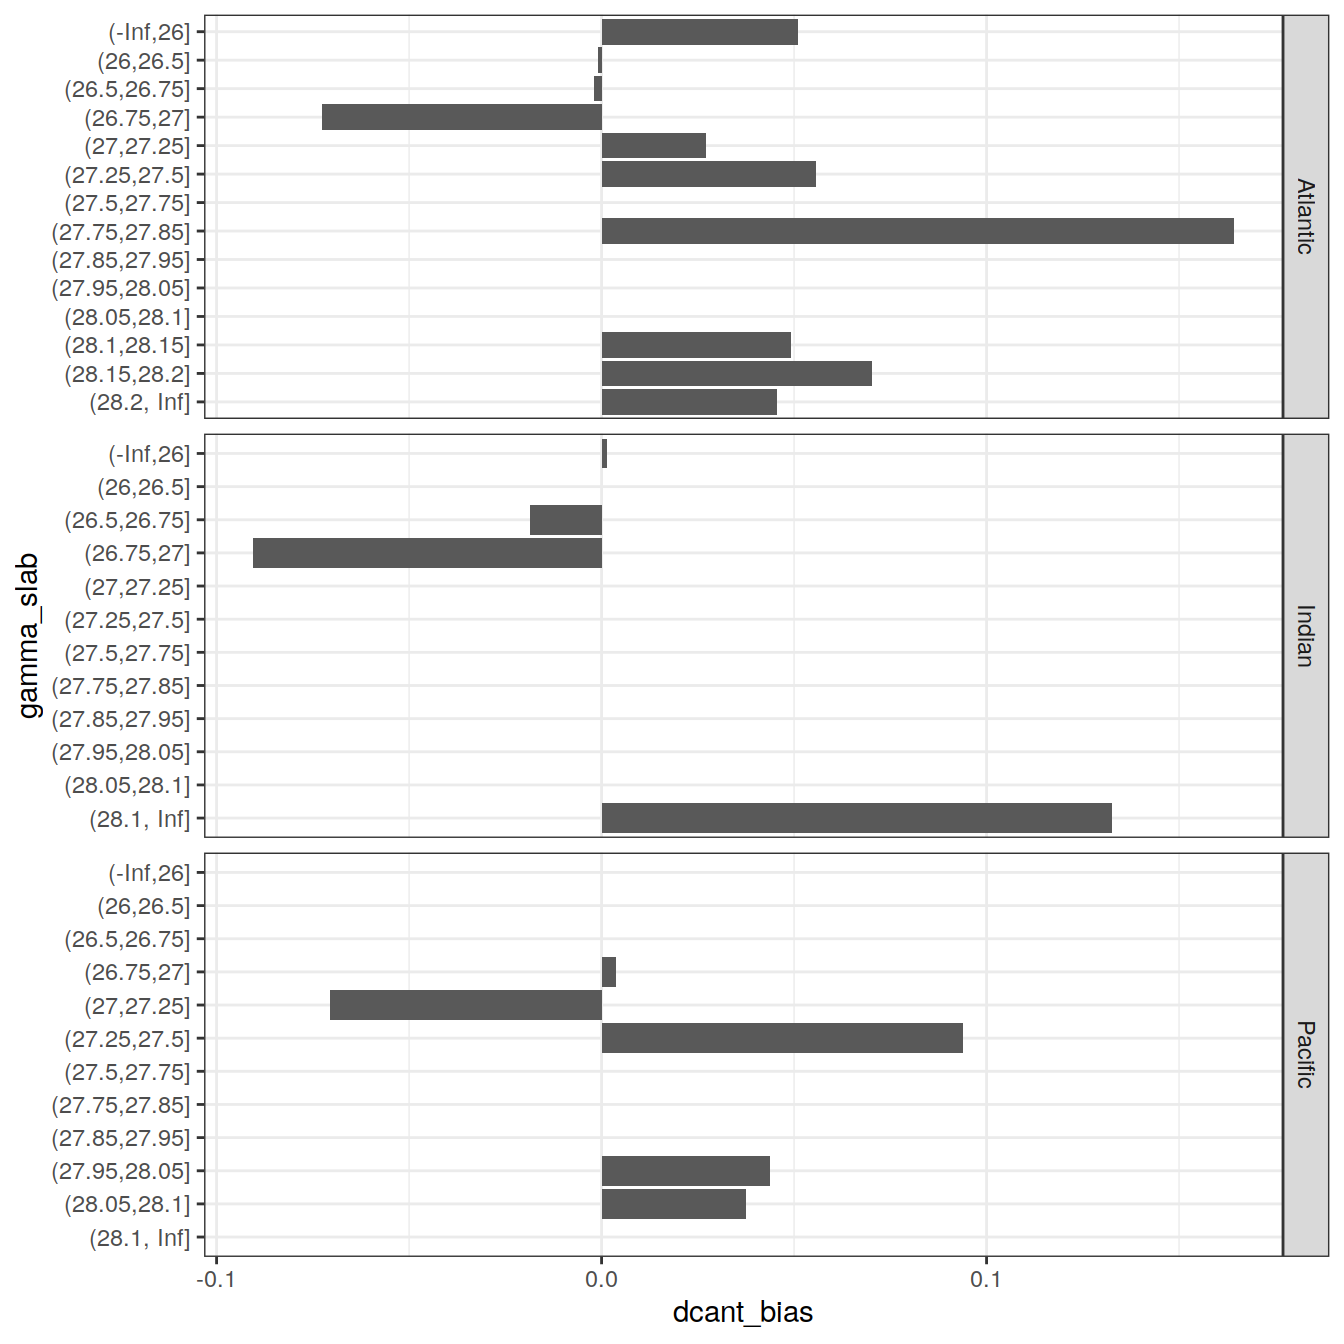 (-Inf,26]
(26,26.5]
(26.5,26.75]
(26.75,27]
(27,27.25]
(27.25,27.5]
(27.5,27.75]
(27.75,27.85]
(27.85,27.95]
(27.95,28.05]
(28.05,28.1]
(28.1,28.15]
(28.15,28.2]
(28.2, Inf]
Atlantic
(-Inf,26]
(26,26.5]
(26.5,26.75]
(26.75,27]
(27,27.25]
(27.25,27.5]
(27.5,27.75]
(27.75,27.85]
(27.85,27.95]
(27.95,28.05]
(28.05,28.1]
(28.1, Inf]
Indian
gamma_slab
(-Inf,26]
(26,26.5]
(26.5,26.75]
(26.75,27]
(27,27.25]
(27.25,27.5]
(27.5,27.75]
(27.75,27.85]
(27.85,27.95]
(27.95,28.05]
(28.05,28.1]
(28.1, Inf]
Pacific
-0.1 0.0 0.1
dcant_bias